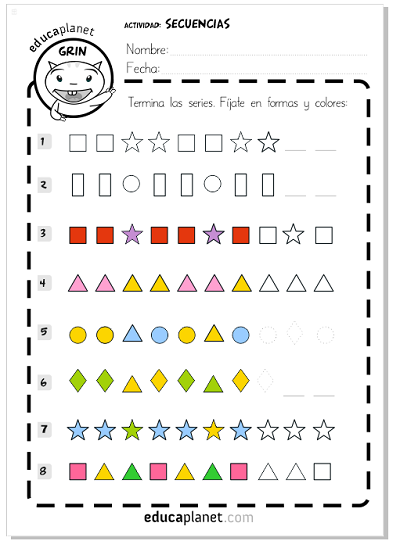 educaplanet
GRIN
ACTIVIDAD: SECUENCIAS
Nombre:
Fecha:
Termina las series. Fíjate en formas y colores:
1
2
3
4
5
6
7
8
educaplanet.com